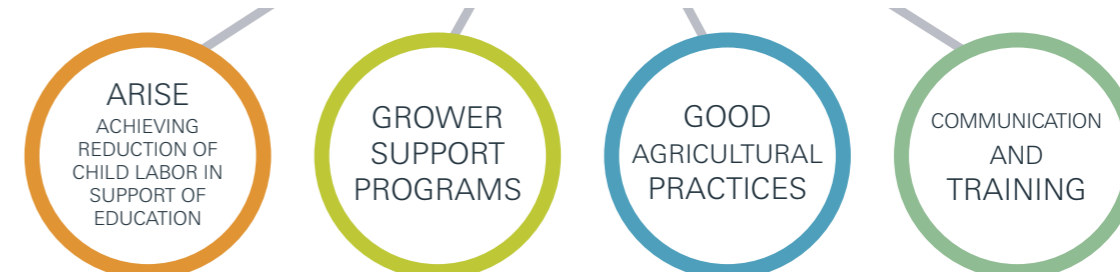 ARISE
ACHIEVING
REDUCTION OF
CHILD LABOR IN
SUPPORT OF
EDUCATION
GROWER
SUPPORT
PROGRAMS
GOOD
AGRICULTURAL
PRACTICES
COMMUNICATION
AND
TRAINING